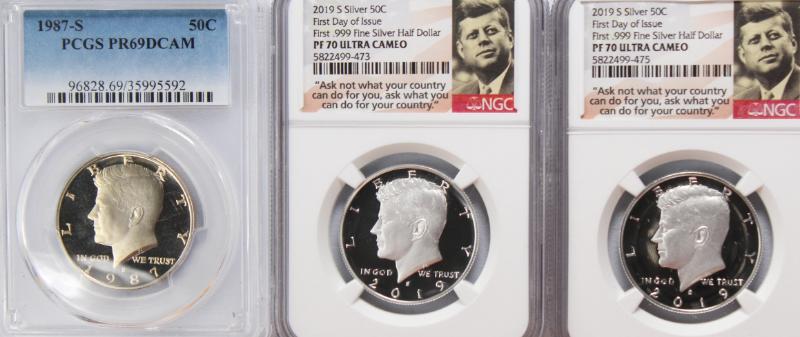 1987-S 50C
PCGS PR69DCAM
96828.69/35995592
LIBERTY
IN GOD WE TRUST
S
1987
2019 S Silver 50C
First Day of Issue
First .999 Fine Silver Half Dollar
PF 70 ULTRA CAMEO
5822499-473
"Ask not what your country
can do for you, ask what you
can do for your country."
NGC
LIBERTY
IN GOD WE TRUST
S
2019
2019 S Silver 50C
First Day of Issue
First .999 Fine Silver Half Dollar
PF 70 ULTRA CAMEO
5822499-475
"Ask not what your country
can do for you, ask what you
can do for your country."
NGC
LIBERTY
IN GOD WE TRUST
S
2019